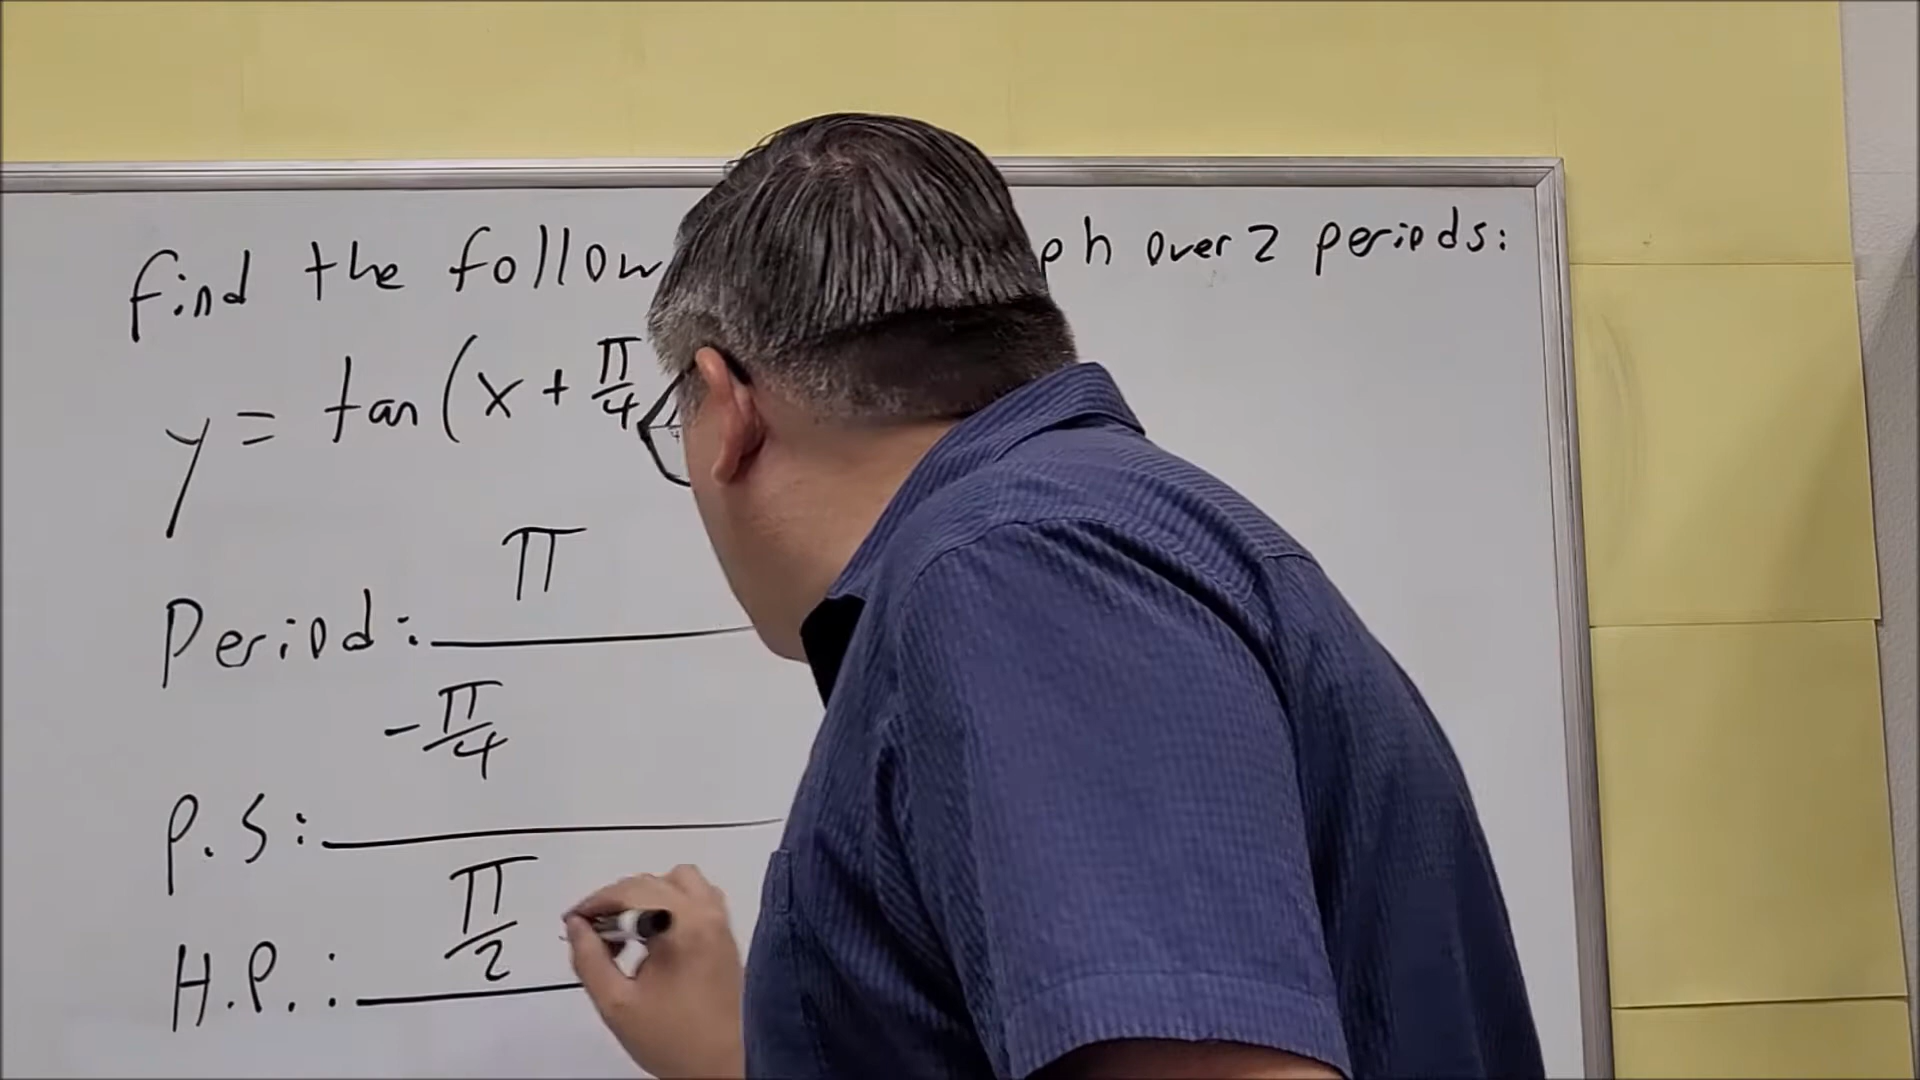 find the follow ph over 2 periods:
y = tan(x + π/4
Period: π
P.S: -π/4
H.P.: π/2